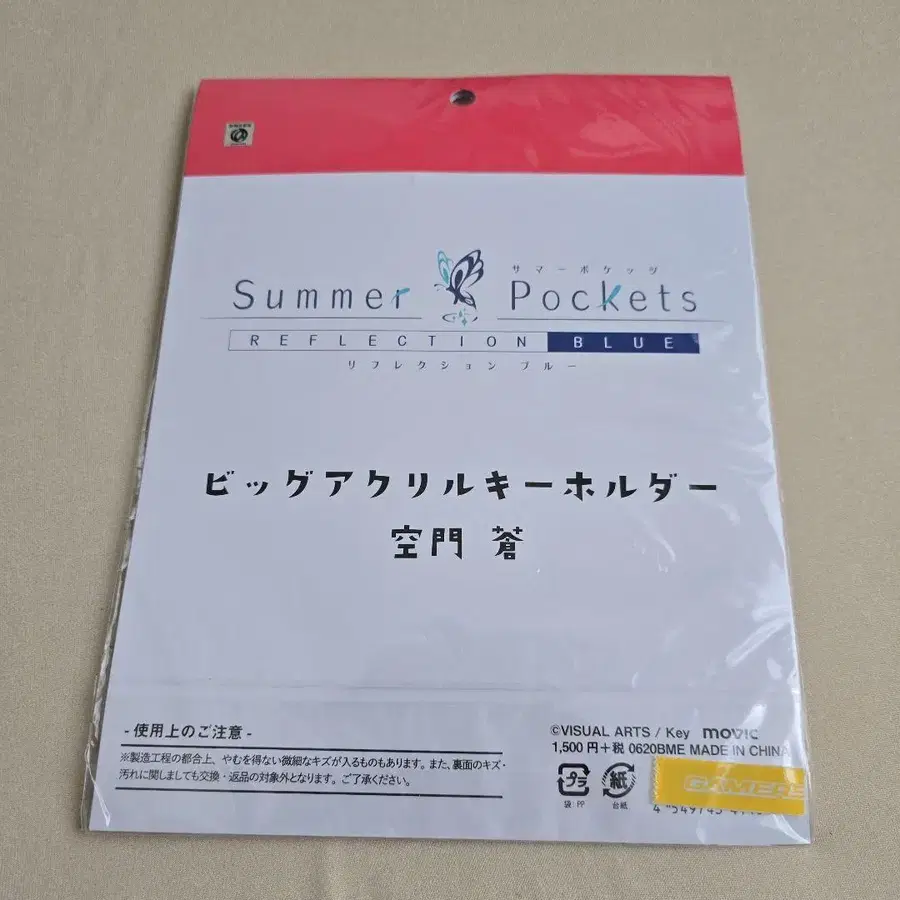 サマーポケッツ
Summer Pockets
REFLECTION BLUE
リフレクション ブルー
ビッグアクリルキーホルダー
空門 蒼
- 使用上のご注意 -
※製造工程の都合上、やむを得ない微細なキズが入るものもあります。また、裏面のキズ・
汚れに関しましても交換・返品の対象外となります。ご了承ください。
©VISUAL ARTS / Key movic
1,500 円+税 0620BME MADE IN CHINA
プラ 紙
袋:PP 台紙
GAMERS